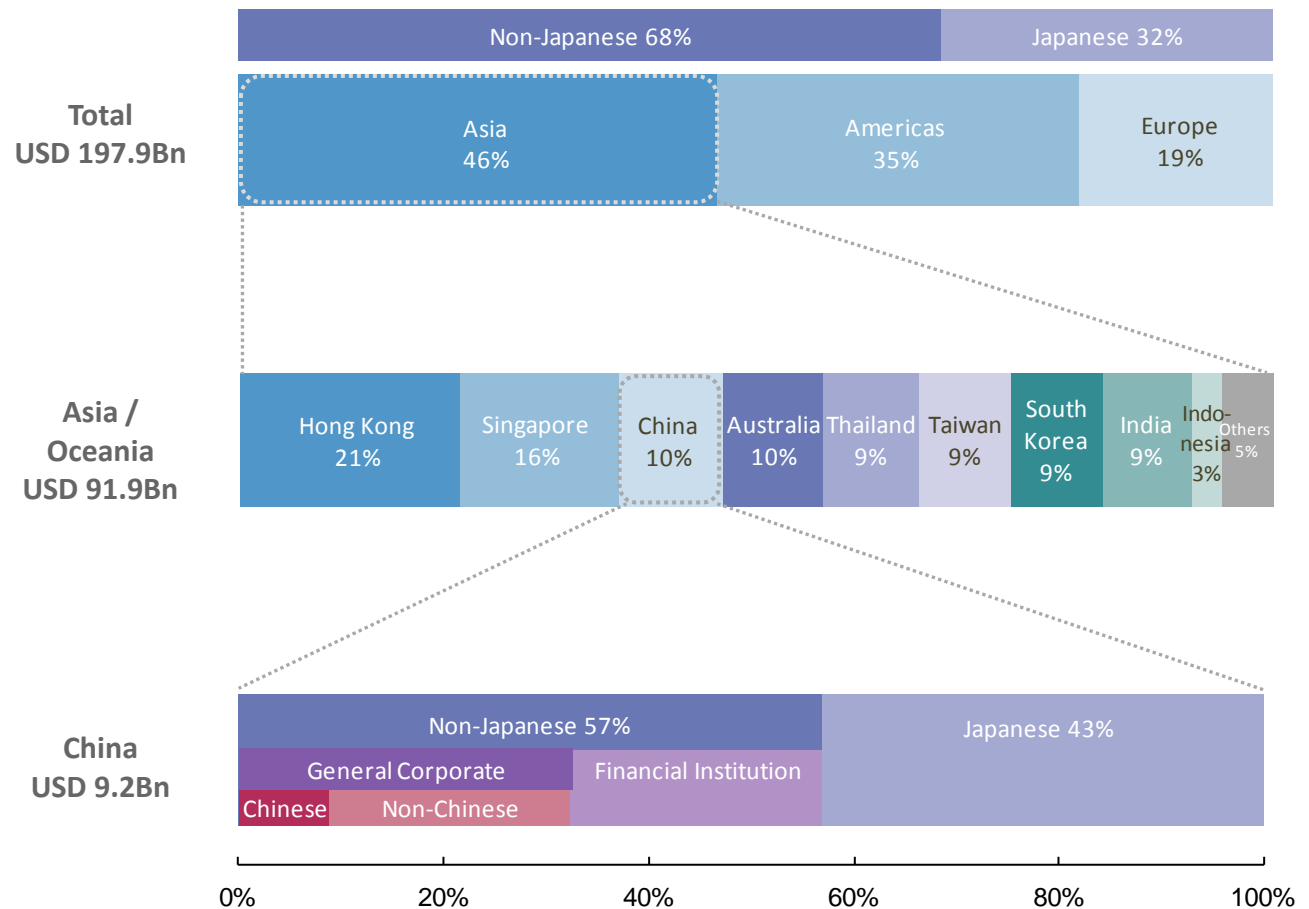 Non-Japanese 68%
Japanese 32%
Total
USD 197.9Bn
Asia
46%
Americas
35%
Europe
19%
Asia /
Oceania
USD 91.9Bn
Hong Kong
21%
Singapore
16%
China
10%
Australia
10%
Thailand
9%
Taiwan
9%
South
Korea
9%
India
9%
Indo-
nesia
3%
Others
5%
China
USD 9.2Bn
Non-Japanese 57%
Japanese 43%
General Corporate
Financial Institution
Chinese
Non-Chinese
0%
20%
40%
60%
80%
100%